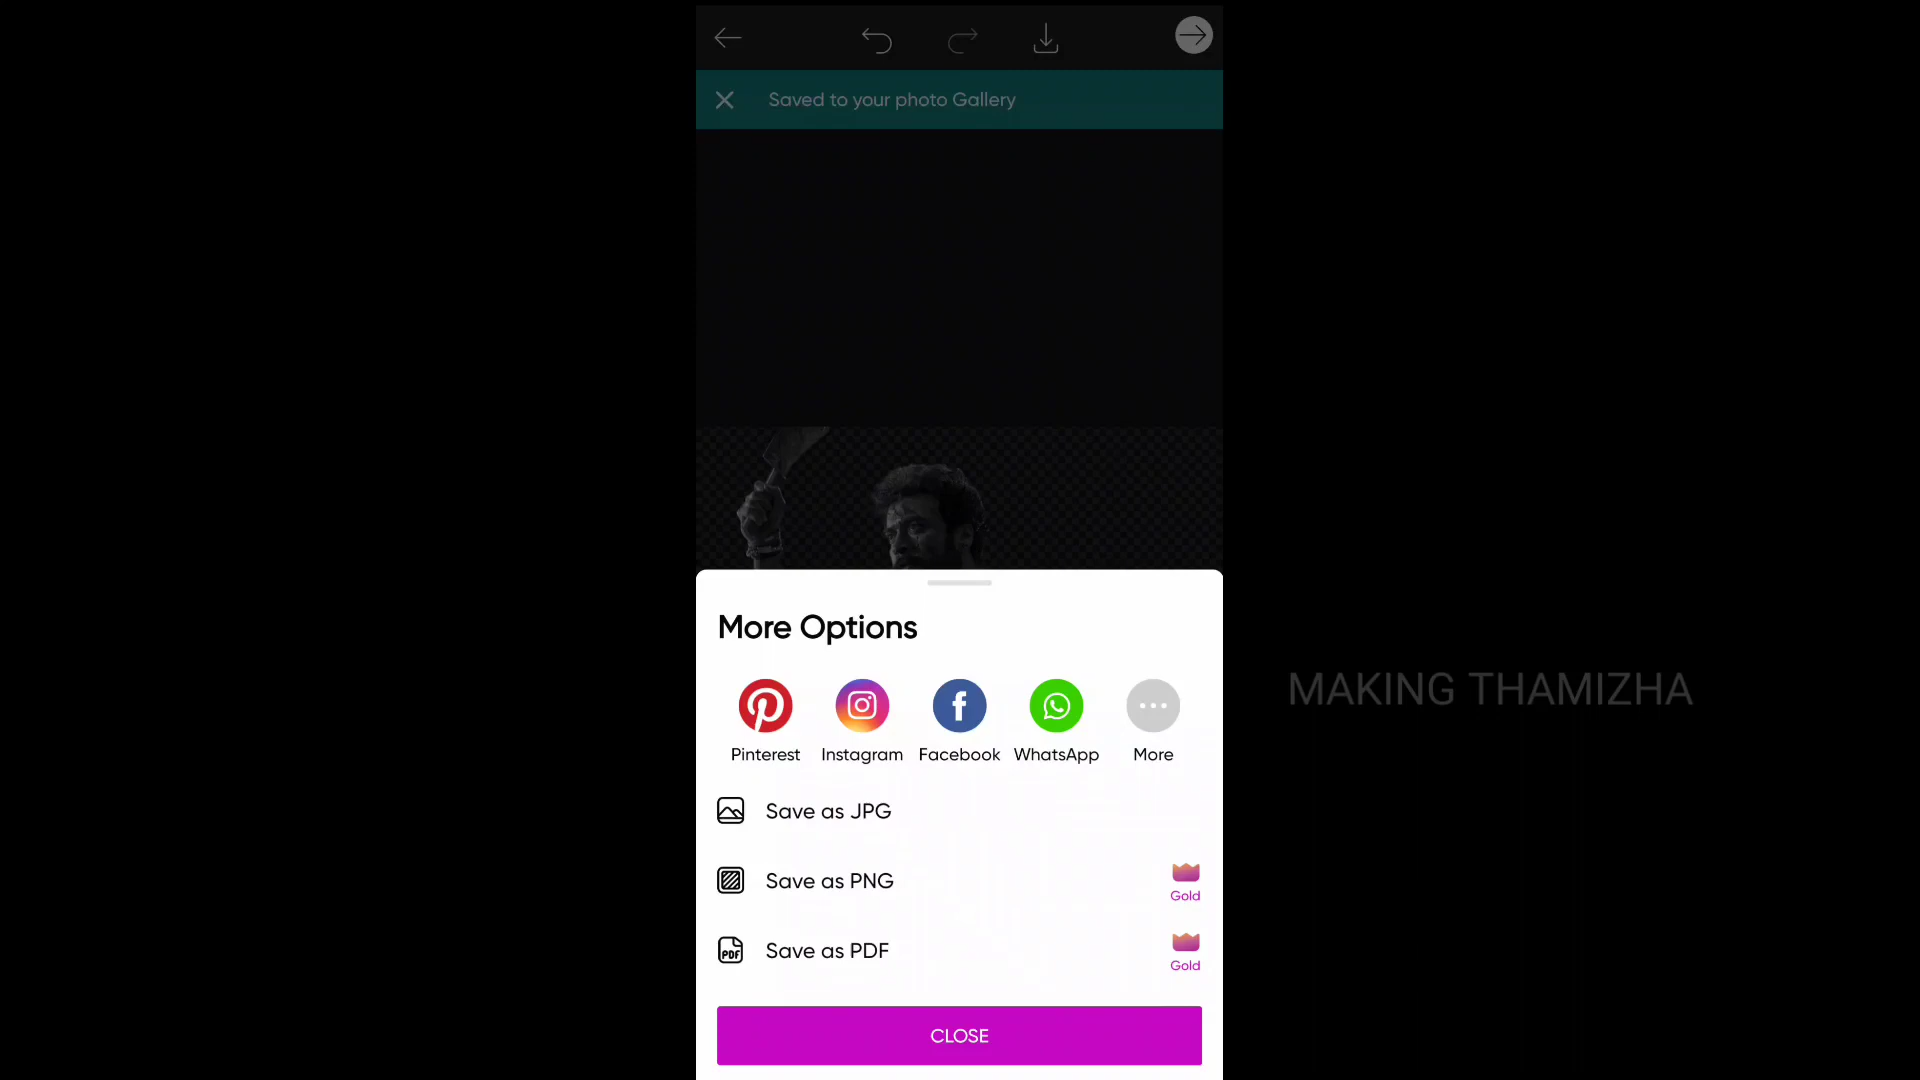 Saved to your photo Gallery
More Options
Pinterest Instagram Facebook WhatsApp More
Save as JPG
Save as PNG
Gold
PDF
Save as PDF
Gold
CLOSE
MAKING THAMIZHA